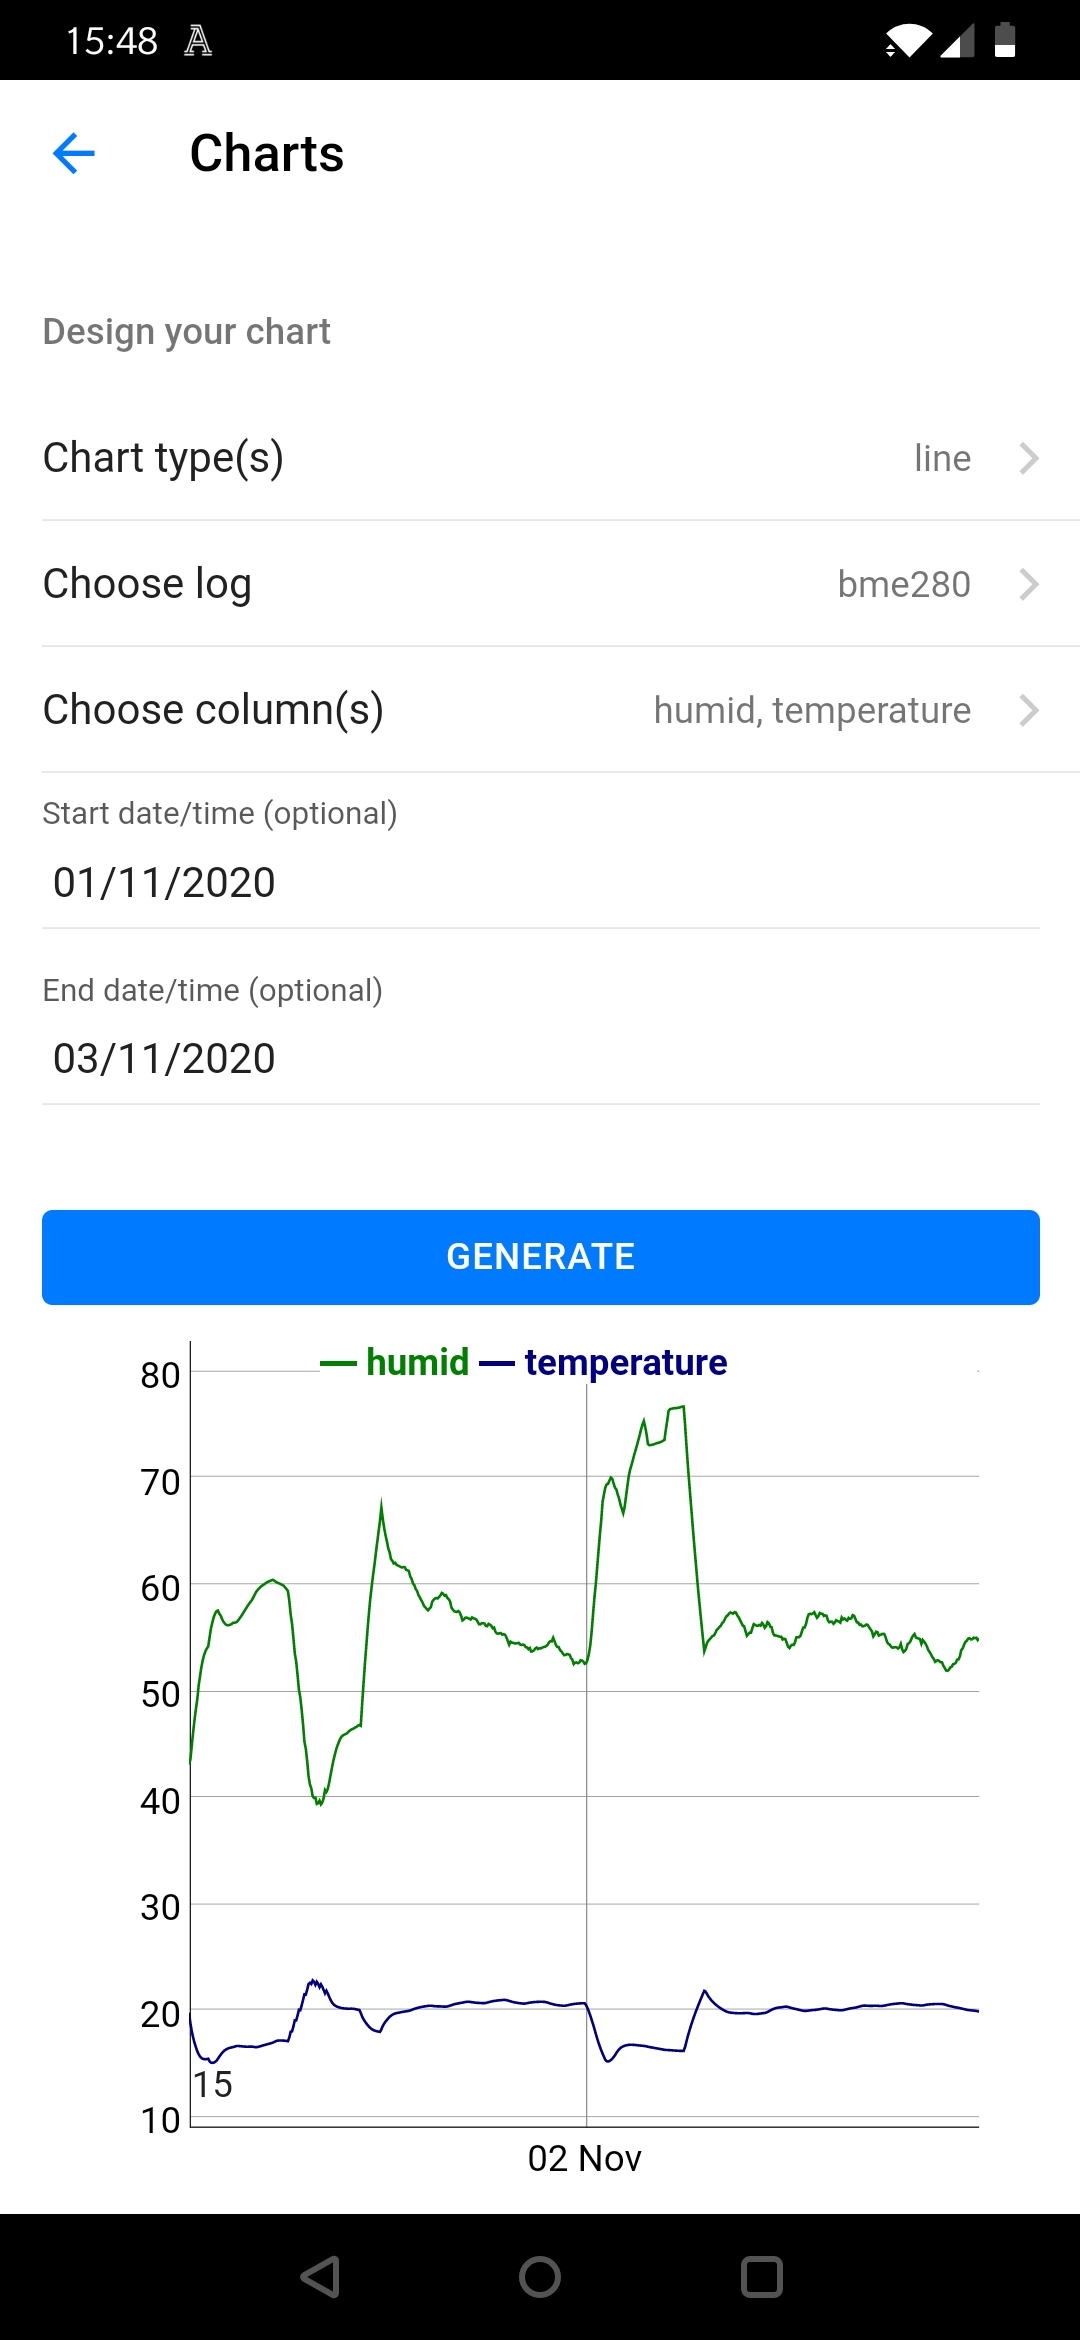 15:48 A
Charts
Design your chart
Chart type(s) line
Choose log bme280
Choose column(s) humid, temperature
Start date/time (optional)
01/11/2020
End date/time (optional)
03/11/2020
GENERATE
humid temperature
80
70
60
50
40
30
20
15
10
02 Nov